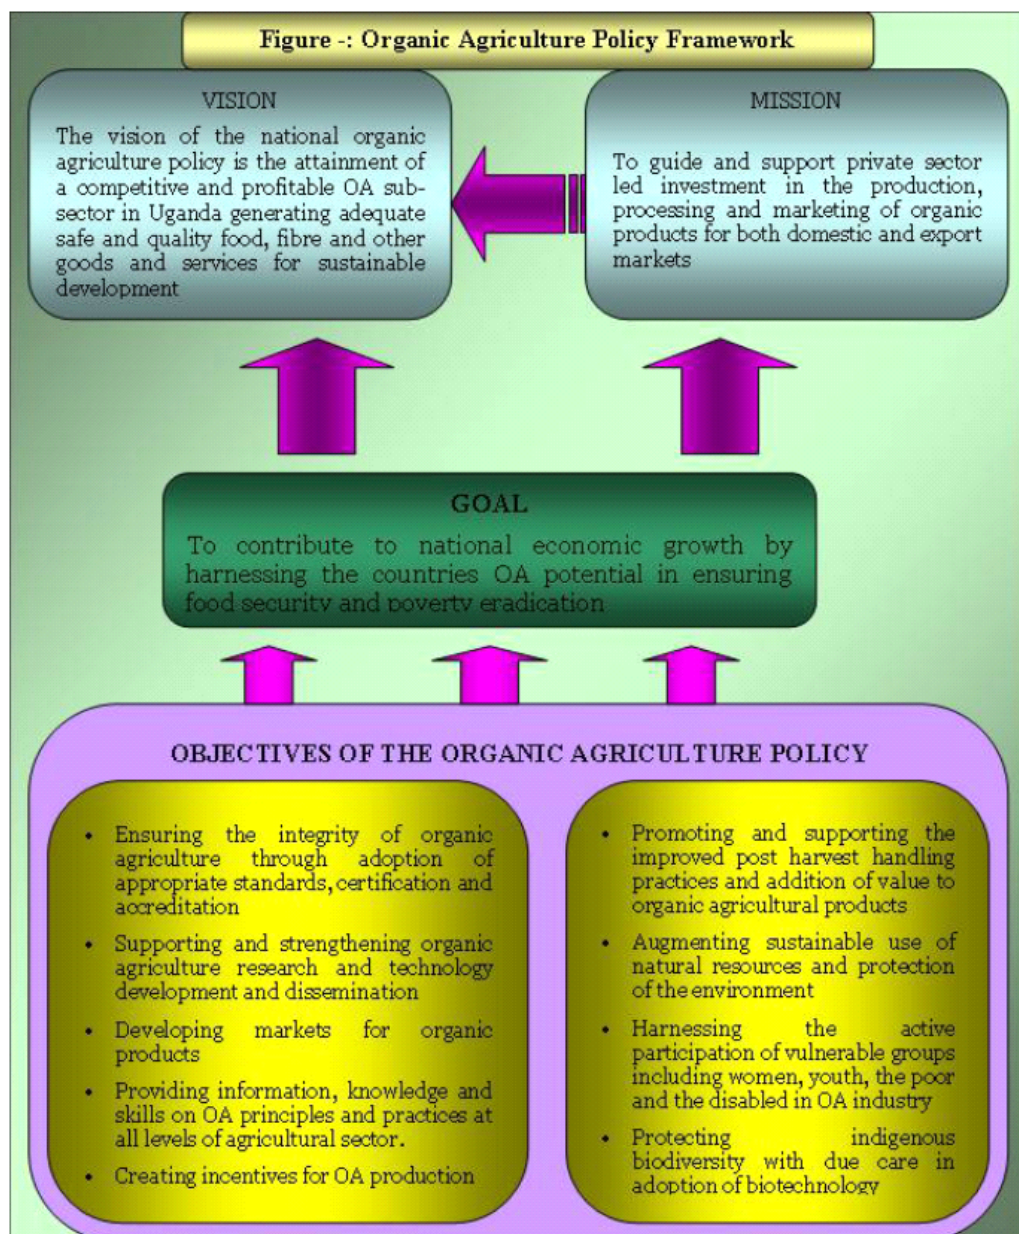 Figure -: Organic Agriculture Policy Framework
VISION
The vision of the national organic
agriculture policy is the attainment of
a competitive and profitable OA sub-
sector in Uganda generating adequate
safe and quality food, fibre and other
goods and services for sustainable
development
MISSION
To guide and support private sector
led investment in the production,
processing and marketing of organic
products for both domestic and export
markets
GOAL
To contribute to national economic growth by
harnessing the countries OA potential in ensuring
food security and poverty eradication
OBJECTIVES OF THE ORGANIC AGRICULTURE POLICY
• Ensuring the integrity of organic
agriculture through adoption of
appropriate standards, certification and
accreditation
• Supporting and strengthening organic
agriculture research and technology
development and dissemination
• Developing markets for organic
products
• Providing information, knowledge and
skills on OA principles and practices at
all levels of agricultural sector.
• Creating incentives for OA production
• Promoting and supporting the
improved post harvest handling
practices and addition of value to
organic agricultural products
• Augmenting sustainable use of
natural resources and protection
of the environment
• Harnessing the active
participation of vulnerable groups
including women, youth, the poor
and the disabled in OA industry
• Protecting indigenous
biodiversity with due care in
adoption of biotechnology